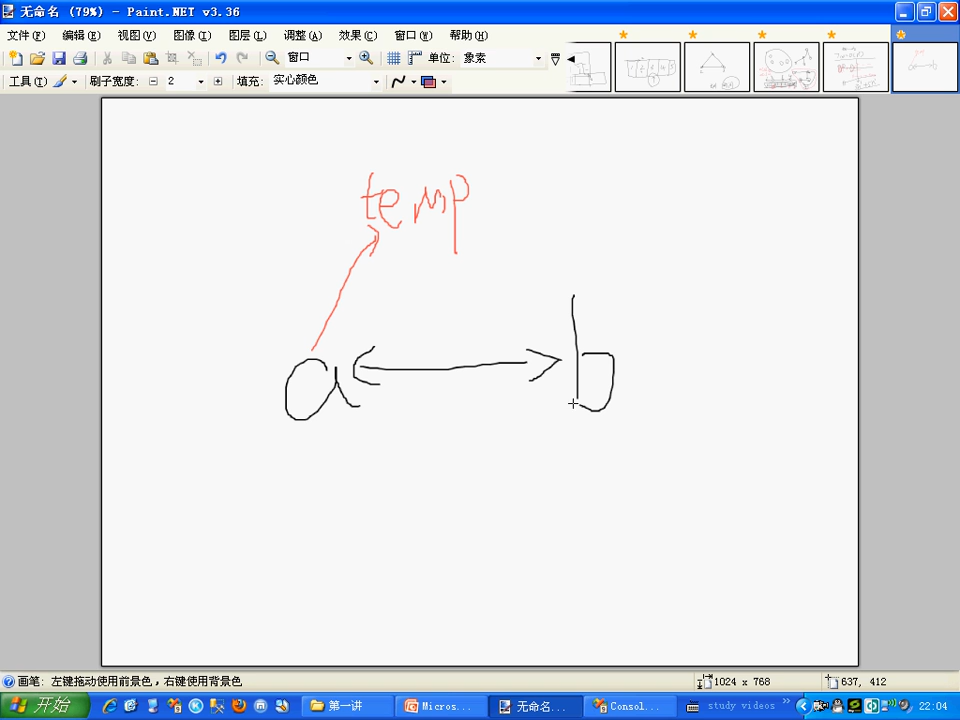 无命名 (79%) - Paint.NET v3.36
文件(F) 编辑(E) 视图(V) 图像(I) 图层(L) 调整(A) 效果(C) 窗口(W) 帮助(H)
窗口 单位: 象素
工具(T) 刷子宽度: 2 填充: 实心颜色
temp
a b
画笔: 左键拖动使用前景色，右键使用背景色 1024 x 768 637, 412
开始 第一讲 Micros... 无命名... Consol... study videos 22:04